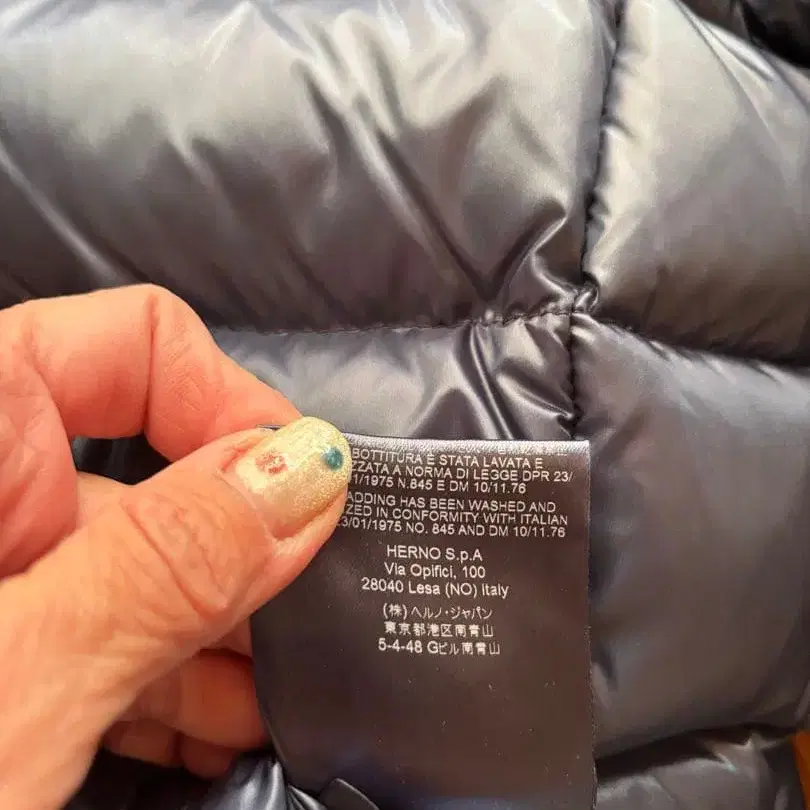 BOTTITURA È STATA LAVATA E
ZZATA A NORMA DI LEGGE DPR 23/
01/1975 N.845 E DM 10/11.76
ADDING HAS BEEN WASHED AND
ZED IN CONFORMITY WITH ITALIAN
23/01/1975 NO. 845 AND DM 10/11.76
HERNO S.p.A
Via Opifici, 100
28040 Lesa (NO) Italy
(株)ヘルノ・ジャパン
東京都港区南青山
5-4-48 Gビル南青山